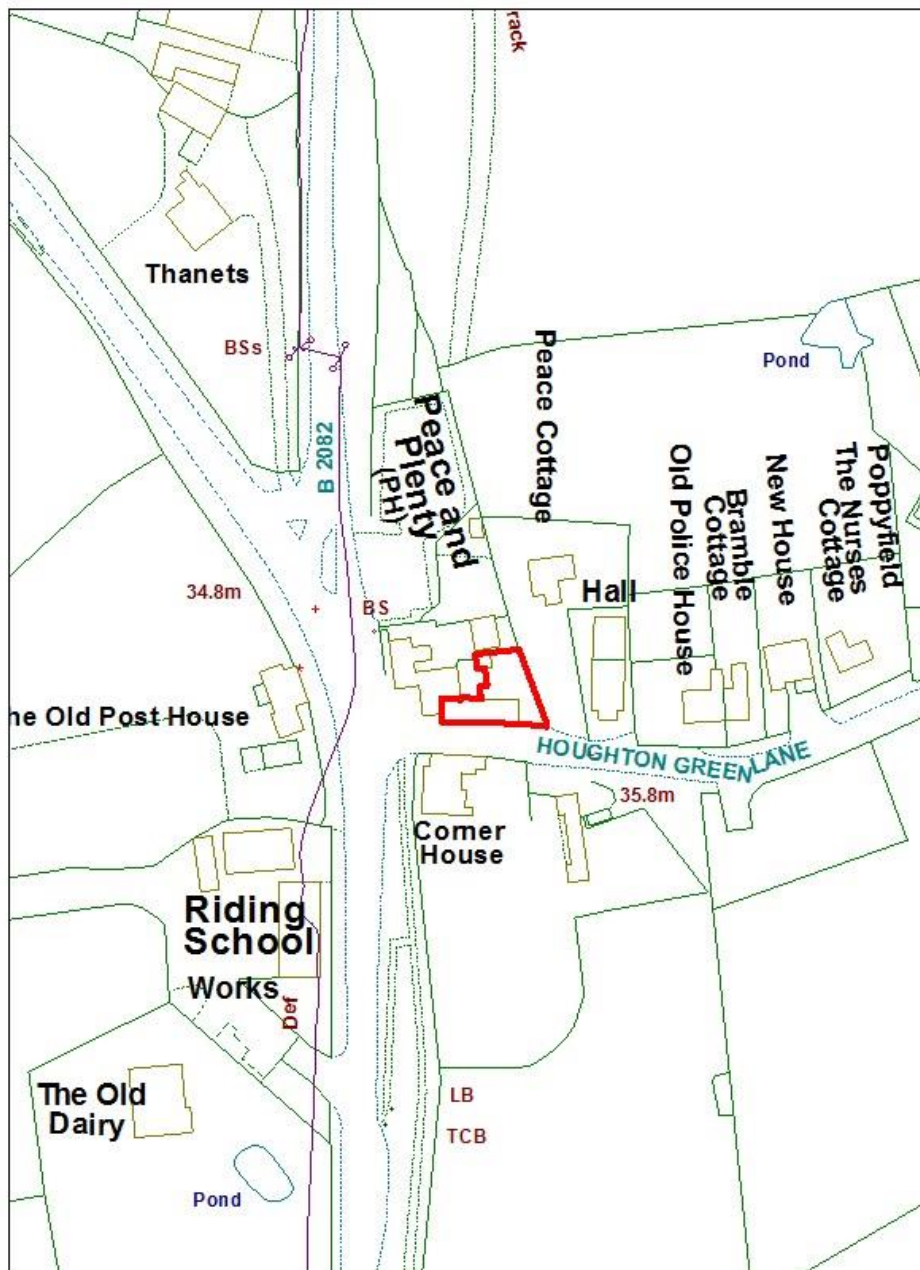 rack
Thanets
BSs
B 2082
Peace and
Plenty
(PH)
Peace Cottage
Pond
Old Police House
Bramble
Cottage
New House
The Nurses
Cottage
Poppyfield
Hall
34.8m
BS
he Old Post House
HOUGHTON GREEN LANE
35.8m
Corner
House
Riding
School
Works
Def
The Old
Dairy
LB
TCB
Pond